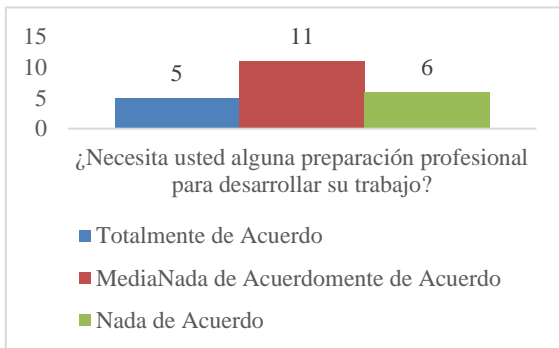 15
10
5
0
5
11
6
¿Necesita usted alguna preparación profesional
para desarrollar su trabajo?
Totalmente de Acuerdo
MediaNada de Acuerdomente de Acuerdo
Nada de Acuerdo